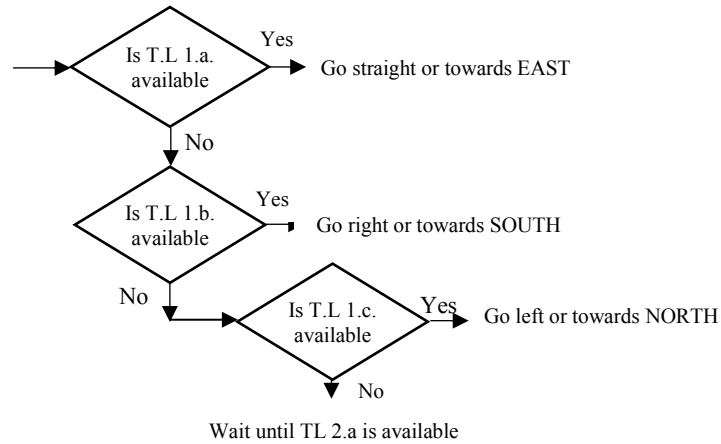 Is T.L 1.a.
available
Yes
Go straight or towards EAST
No
Is T.L 1.b.
available
Yes
Go right or towards SOUTH
No
Is T.L 1.c.
available
Yes
Go left or towards NORTH
No
Wait until TL 2.a is available